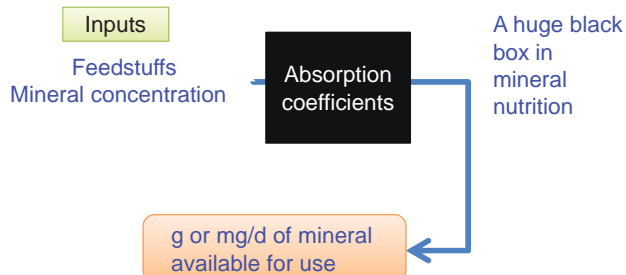 Inputs
Feedstuffs
Mineral concentration
Absorption
coefficients
A huge black
box in
mineral
nutrition
g or mg/d of mineral
available for use